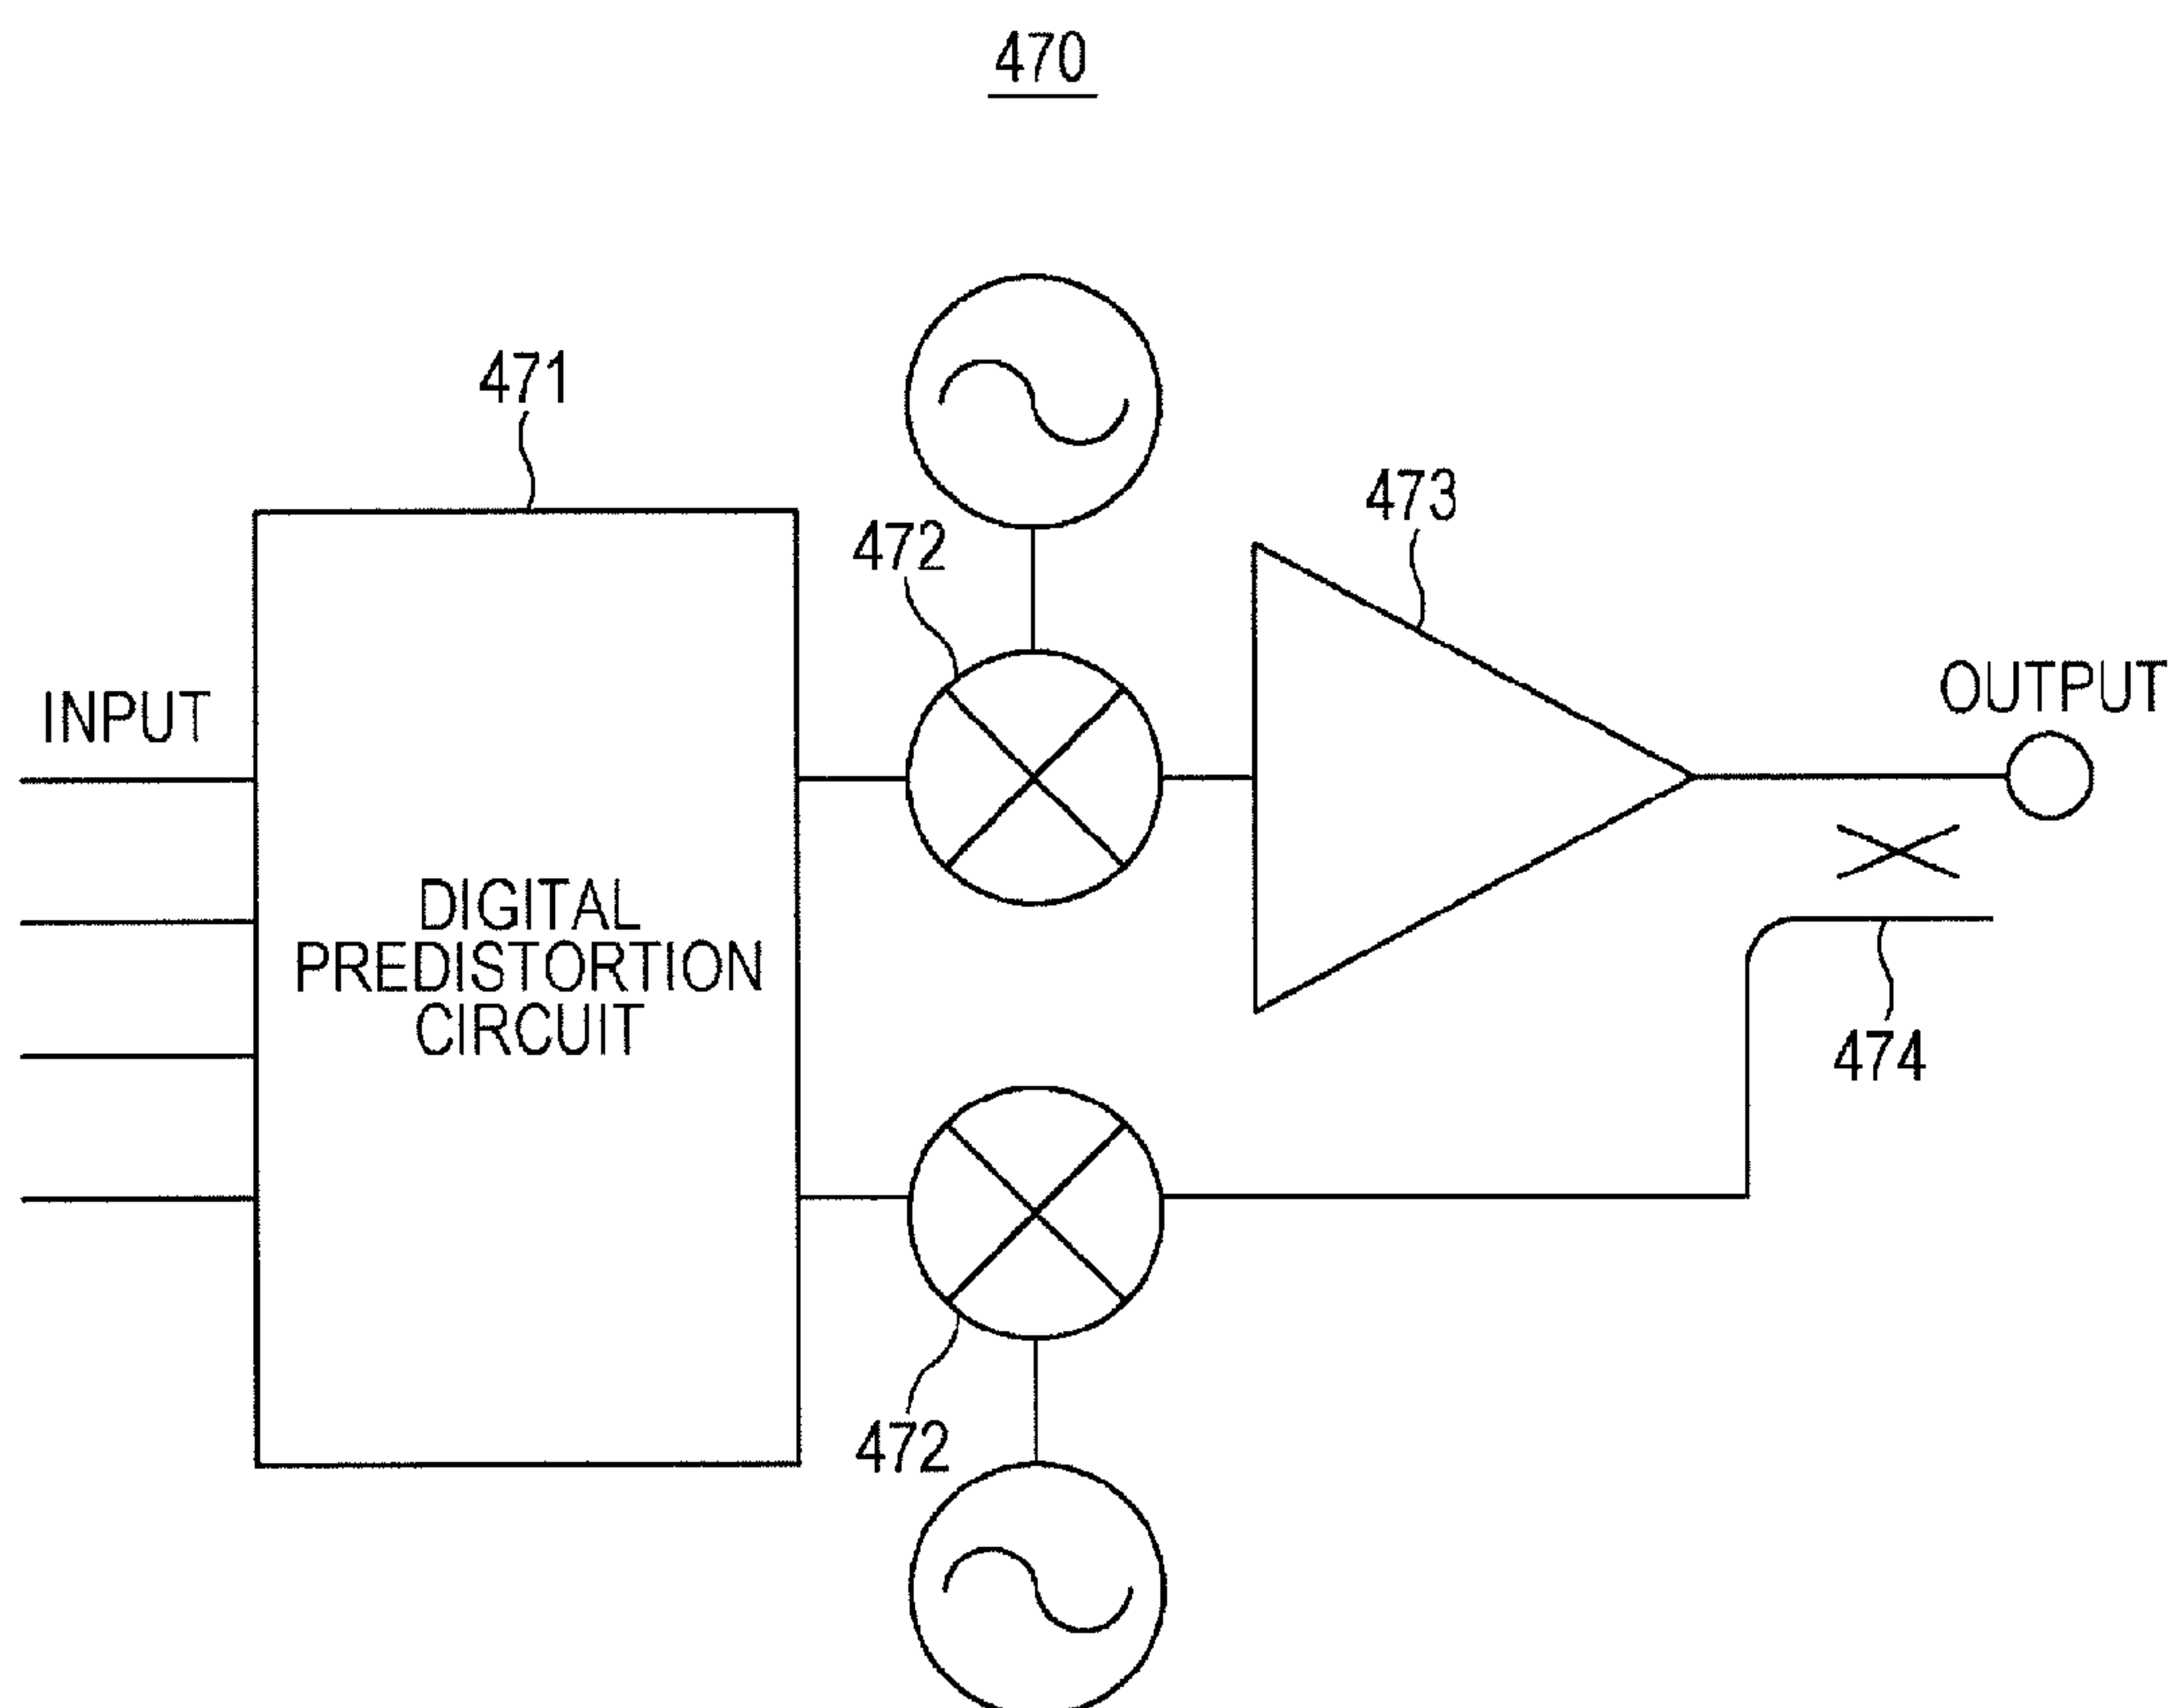 470
471
472
473
INPUT
OUTPUT
DIGITAL
PREDISTORTION
CIRCUIT
474
472